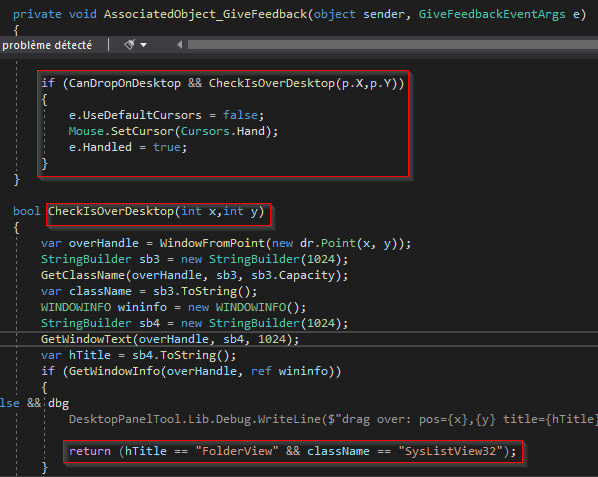 private void AssociatedObject_GiveFeedback(object sender, GiveFeedbackEventArgs e)
{
problème détecté
if (CanDropOnDesktop && CheckIsOverDesktop(p.X,p.Y))
{
e.UseDefaultCursors = false;
Mouse.SetCursor(Cursors.Hand);
e.Handled = true;
}
}
bool CheckIsOverDesktop(int x,int y)
{
var overHandle = WindowFromPoint(new dr.Point(x, y));
StringBuilder sb3 = new StringBuilder(1024);
GetClassName(overHandle, sb3, sb3.Capacity);
var className = sb3.ToString();
WINDOWINFO wininfo = new WINDOWINFO();
StringBuilder sb4 = new StringBuilder(1024);
GetWindowText(overHandle, sb4, 1024);
var hTitle = sb4.ToString();
if (GetWindowInfo(overHandle, ref wininfo))
{
lse && dbg
DesktopPanelTool.Lib.Debug.WriteLine($"drag over: pos={x},{y} title={hTitle}
return (hTitle == "FolderView" && className == "SysListView32");
}